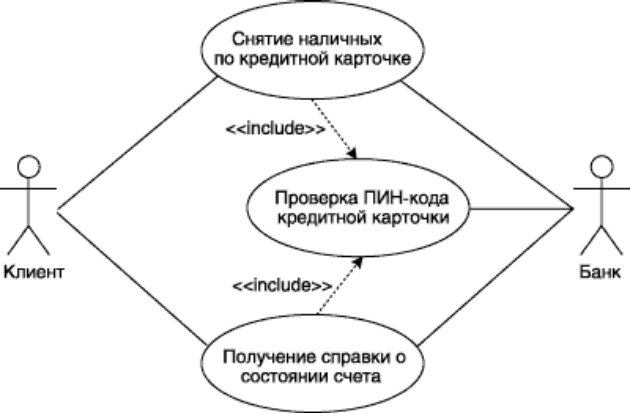 Снятие наличных
по кредитной карточке
<<include>>
Проверка ПИН-кода
кредитной карточки
Клиент
Банк
<<include>>
Получение справки о
состоянии счета